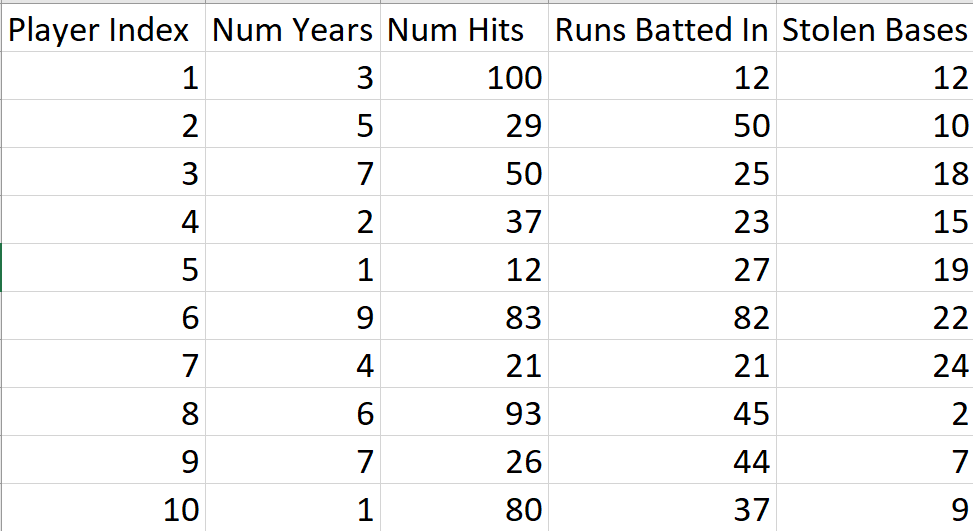 Player Index Num Years Num Hits Runs Batted In Stolen Bases
1 3 100 12 12
2 5 29 50 10
3 7 50 25 18
4 2 37 23 15
5 1 12 27 19
6 9 83 82 22
7 4 21 21 24
8 6 93 45 2
9 7 26 44 7
10 1 80 37 9